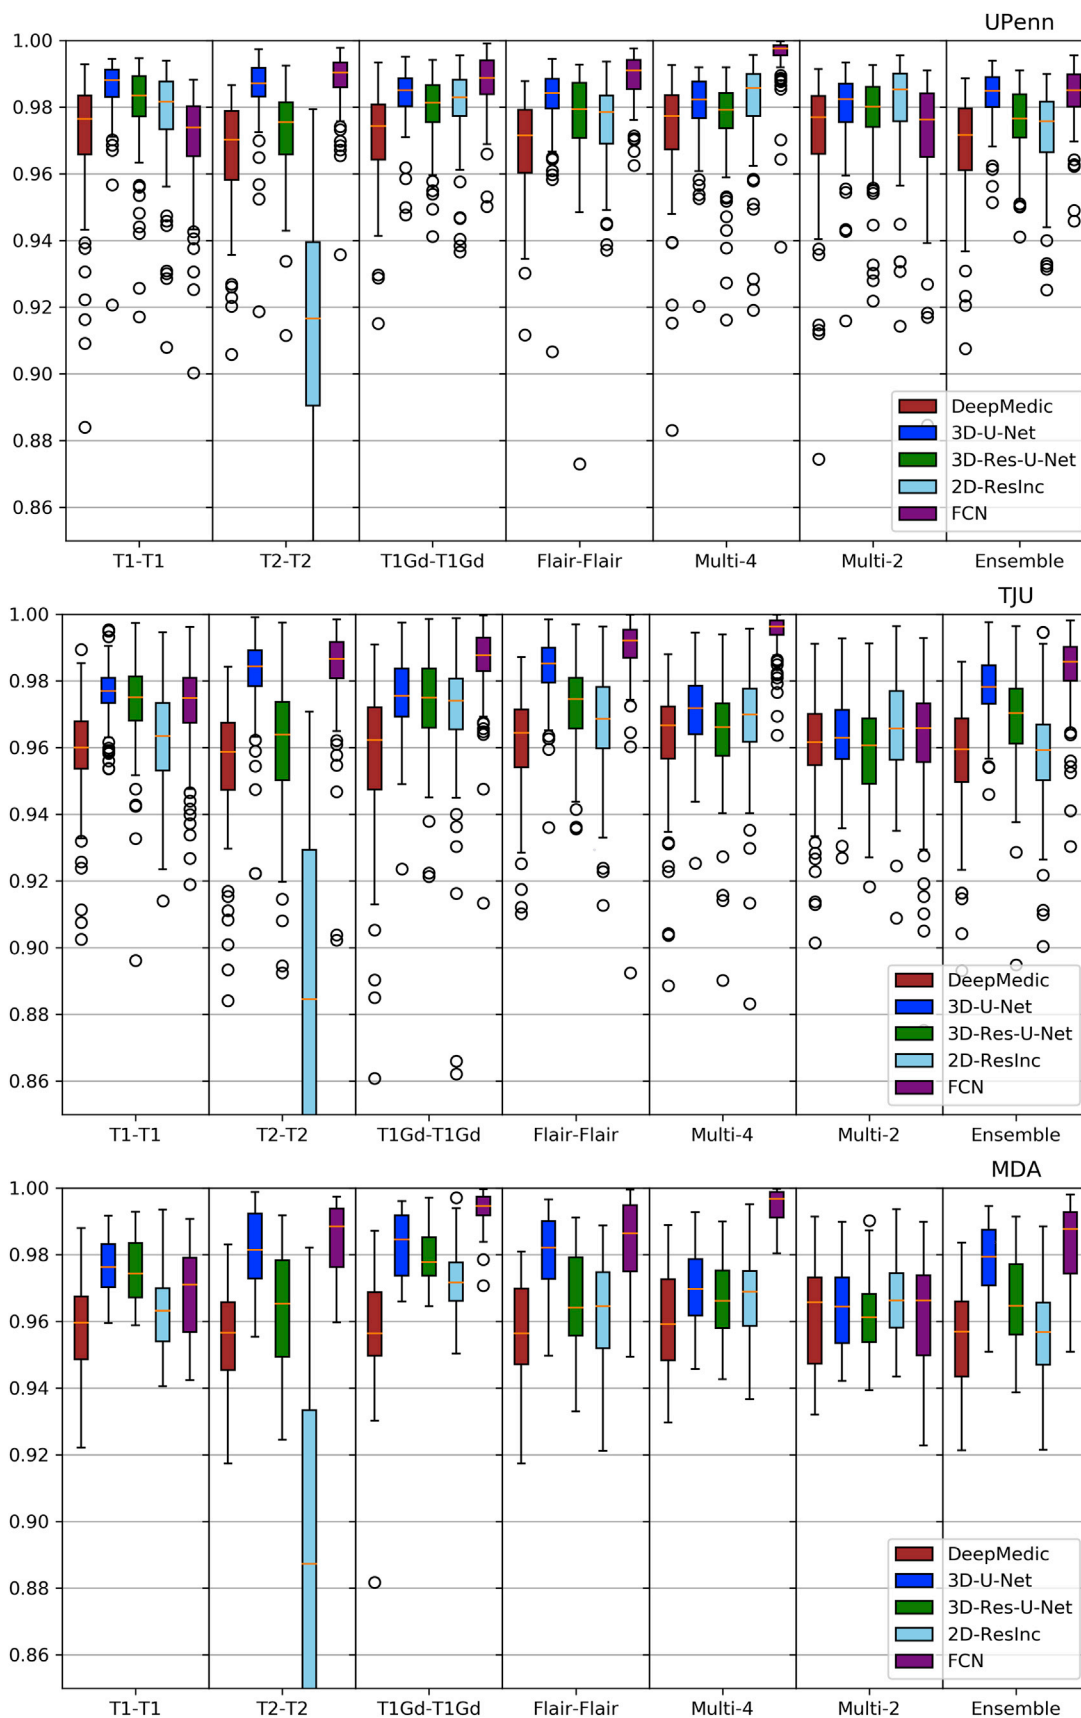 UPenn
1.00
0.98
0.96
0.94
0.92
0.90
0.88
0.86
DeepMedic
3D-U-Net
3D-Res-U-Net
2D-ResInc
FCN
T1-T1 T2-T2 T1Gd-T1Gd Flair-Flair Multi-4 Multi-2 Ensemble
TJU
1.00
0.98
0.96
0.94
0.92
0.90
0.88
0.86
DeepMedic
3D-U-Net
3D-Res-U-Net
2D-ResInc
FCN
T1-T1 T2-T2 T1Gd-T1Gd Flair-Flair Multi-4 Multi-2 Ensemble
MDA
1.00
0.98
0.96
0.94
0.92
0.90
0.88
0.86
DeepMedic
3D-U-Net
3D-Res-U-Net
2D-ResInc
FCN
T1-T1 T2-T2 T1Gd-T1Gd Flair-Flair Multi-4 Multi-2 Ensemble